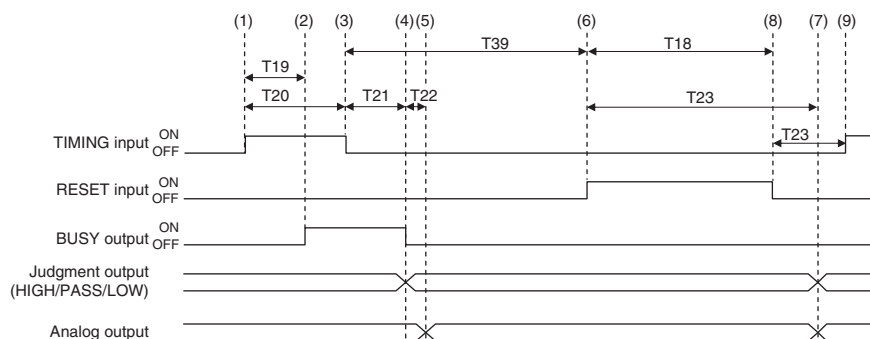 (1) (2) (3) (4) (5) (6) (8) (7) (9)
T39 T18
T19
T20 T21 T22 T23
TIMING input ON
OFF
T23
RESET input ON
OFF
BUSY output ON
OFF
Judgment output
(HIGH/PASS/LOW)
Analog output